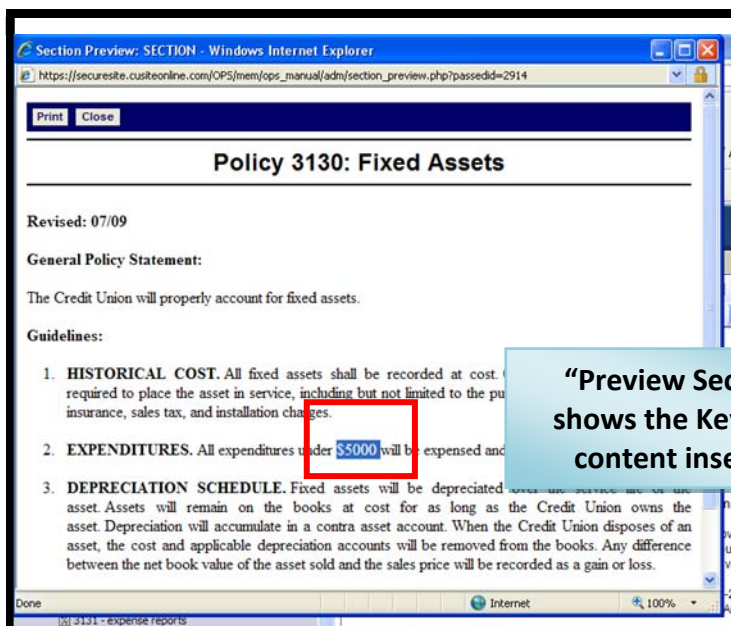 Section Preview: SECTION - Windows Internet Explorer
https://securesite.cusiteonline.com/OPS/mem/ops_manual/adm/section_preview.php?passedid=2914
Print Close
Policy 3130: Fixed Assets
Revised: 07/09
General Policy Statement:
The Credit Union will properly account for fixed assets.
Guidelines:
1. HISTORICAL COST. All fixed assets shall be recorded at cost.
required to place the asset in service, including but not limited to the pu
insurance, sales tax, and installation charges.
2. EXPENDITURES. All expenditures under $5000 will be expensed and
3. DEPRECIATION SCHEDULE. Fixed assets will be depreciated over the service life of the
asset. Assets will remain on the books at cost for as long as the Credit Union owns the
asset. Depreciation will accumulate in a contra asset account. When the Credit Union disposes of an
asset, the cost and applicable depreciation accounts will be removed from the books. Any difference
between the net book value of the asset sold and the sales price will be recorded as a gain or loss.
“Preview Sec
shows the Key
content inse
Done Internet 100%
3131 - expense reports